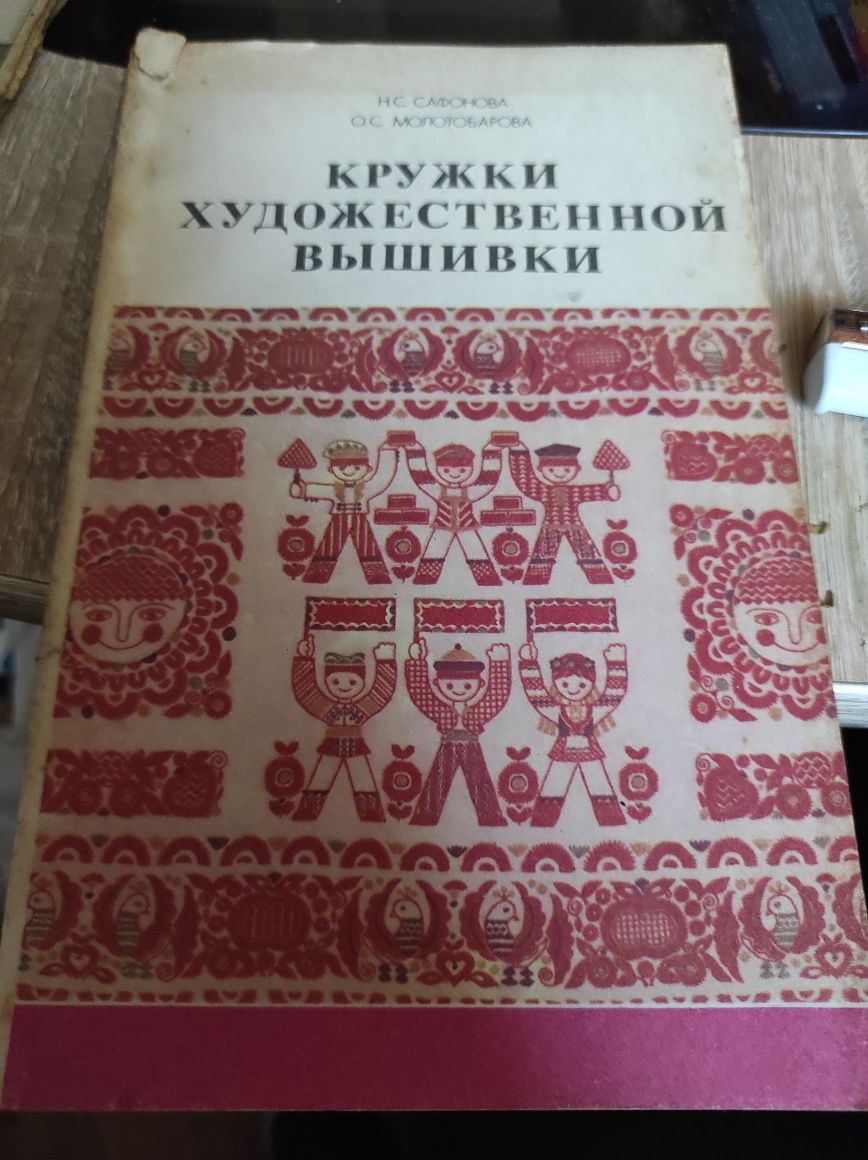 Н.С. САФОНОВА
О.С. МОЛОТОБАРОВА
КРУЖКИ
ХУДОЖЕСТВЕННОЙ
ВЫШИВКИ